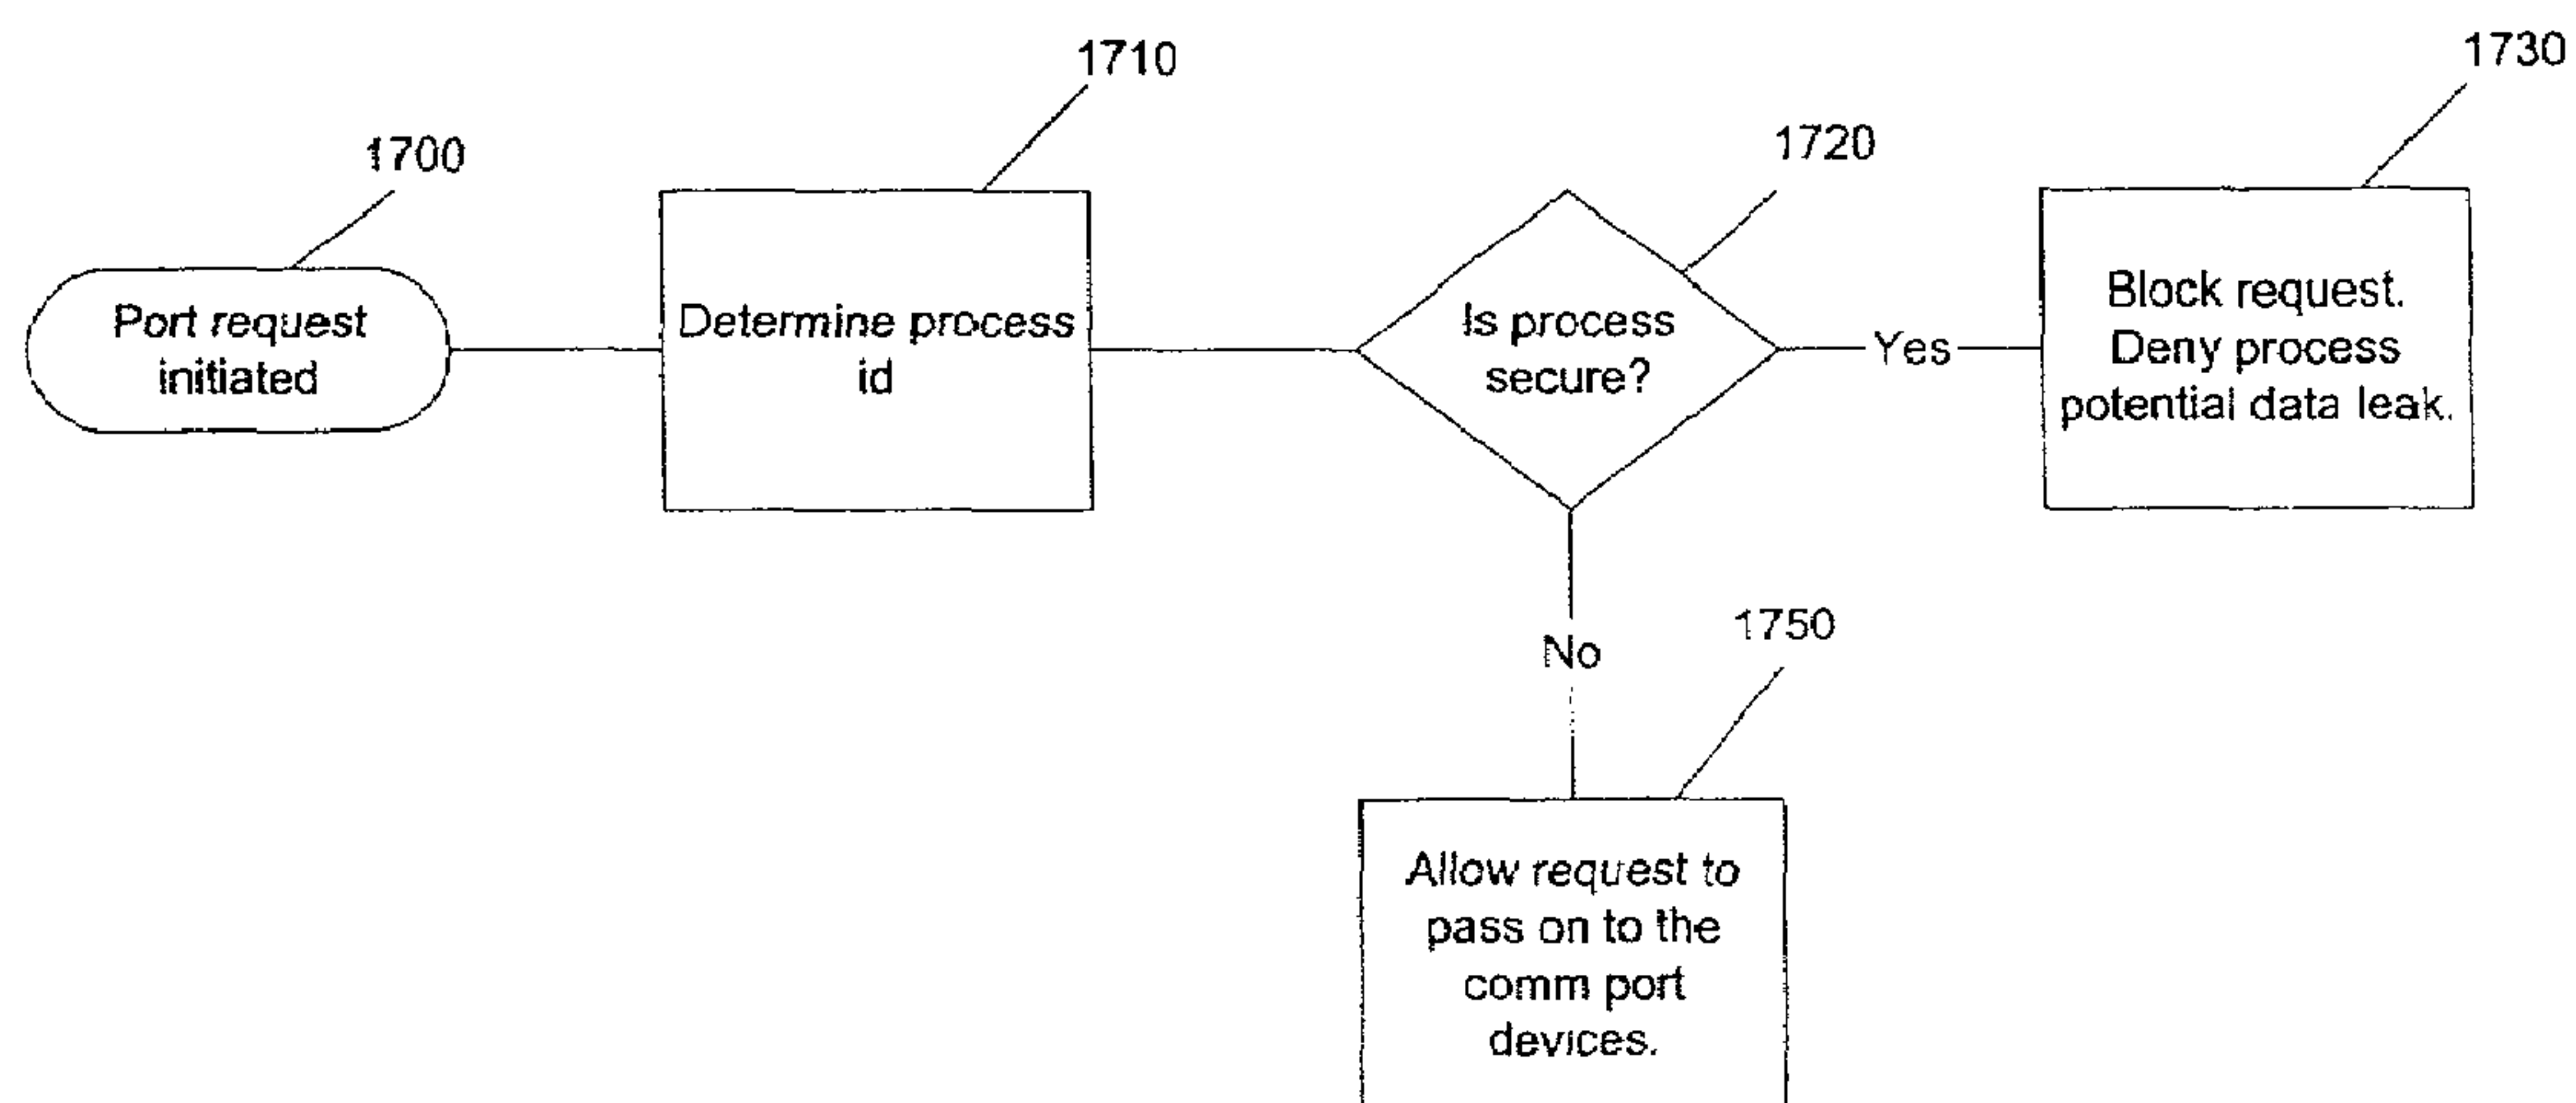 1700
Port request
initiated
1710
Determine process
id
1720
Is process
secure?
Yes
1730
Block request.
Deny process
potential data leak.
No
1750
Allow request to
pass on to the
comm port
devices.